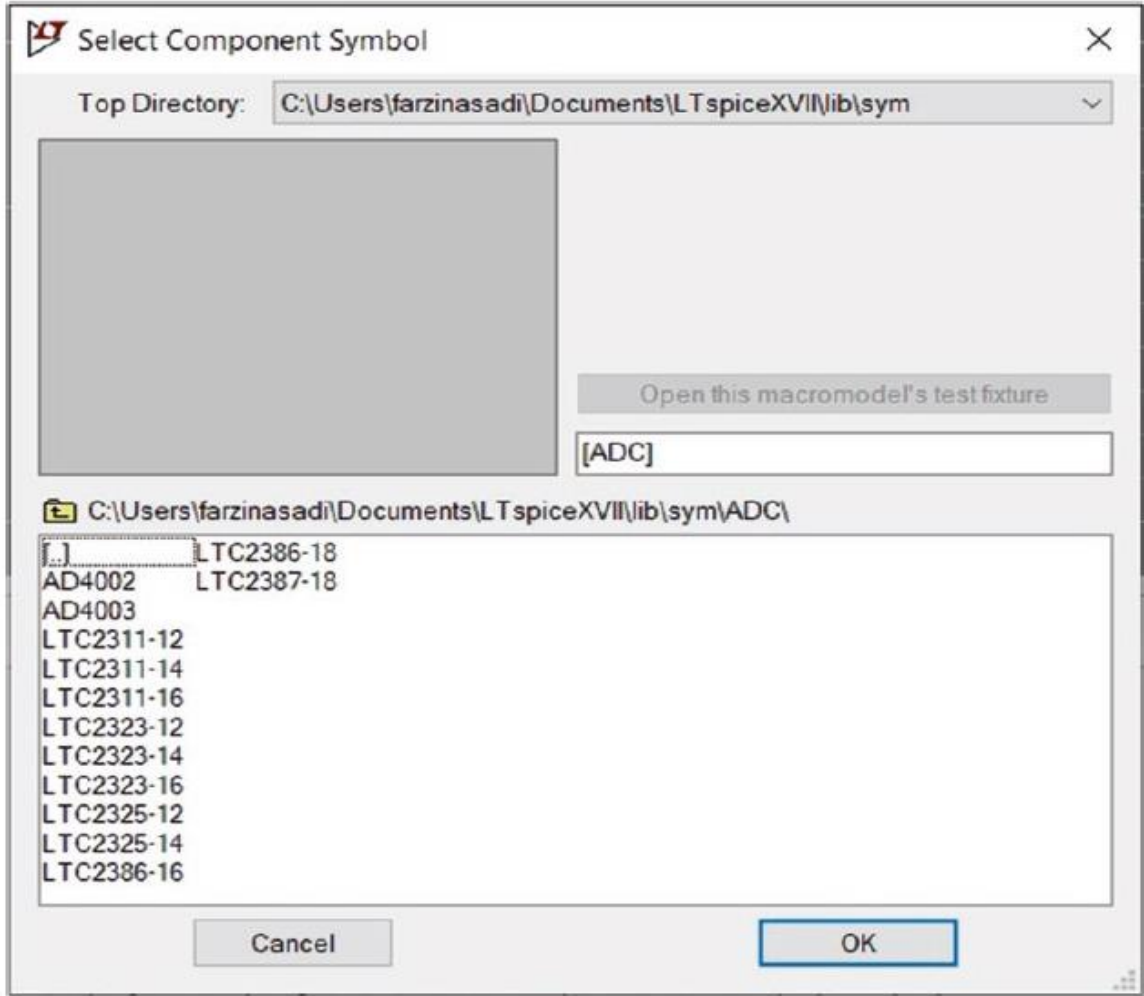 Select Component Symbol
Top Directory: C:\Users\farzinasadi\Documents\LTspiceXVII\lib\sym
Open this macromodel's test fixture
[ADC]
C:\Users\farzinasadi\Documents\LTspiceXVII\lib\sym\ADC\
[..] LTC2386-18
AD4002 LTC2387-18
AD4003
LTC2311-12
LTC2311-14
LTC2311-16
LTC2323-12
LTC2323-14
LTC2323-16
LTC2325-12
LTC2325-14
LTC2386-16
Cancel OK